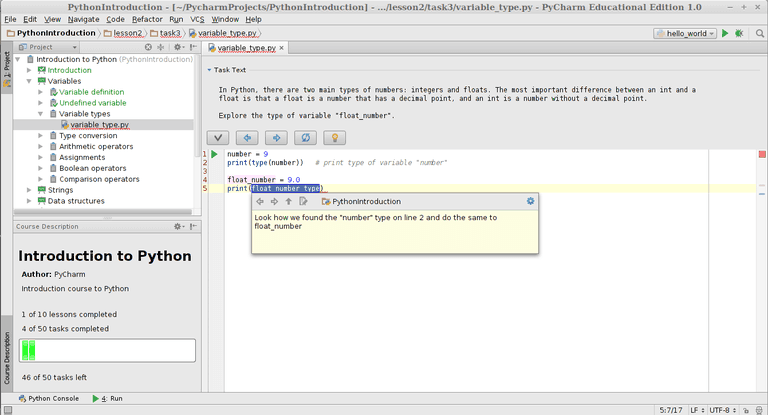 PythonIntroduction - [~/PycharmProjects/PythonIntroduction] - .../lesson2/task3/variable_type.py - PyCharm Educational Edition 1.0
File Edit View Navigate Code Refactor Run VCS Window Help
PythonIntroduction lesson2 task3 variable_type.py hello_world
1: Project
Project
Introduction to Python (PythonIntroduction)
Introduction
Variables
Variable definition
Undefined variable
Variable types
variable_type.py
Type conversion
Arithmetic operators
Assignments
Boolean operators
Comparison operators
Strings
Data structures
Course Description
Course Description
Introduction to Python
Author: PyCharm
Introduction course to Python
1 of 10 lessons completed
4 of 50 tasks completed
46 of 50 tasks left
variable_type.py
Task Text
In Python, there are two main types of numbers: integers and floats. The most important difference between an int and a
float is that a float is a number that has a decimal point, and an int is a number without a decimal point.
Explore the type of variable "float_number".
1 number = 9
2 print(type(number)) # print type of variable "number"
3
4 float_number = 9.0
5 print(float_number type)
PythonIntroduction
Look how we found the "number" type on line 2 and do the same to
float_number
Python Console 4: Run
5:7/17 LF UTF-8